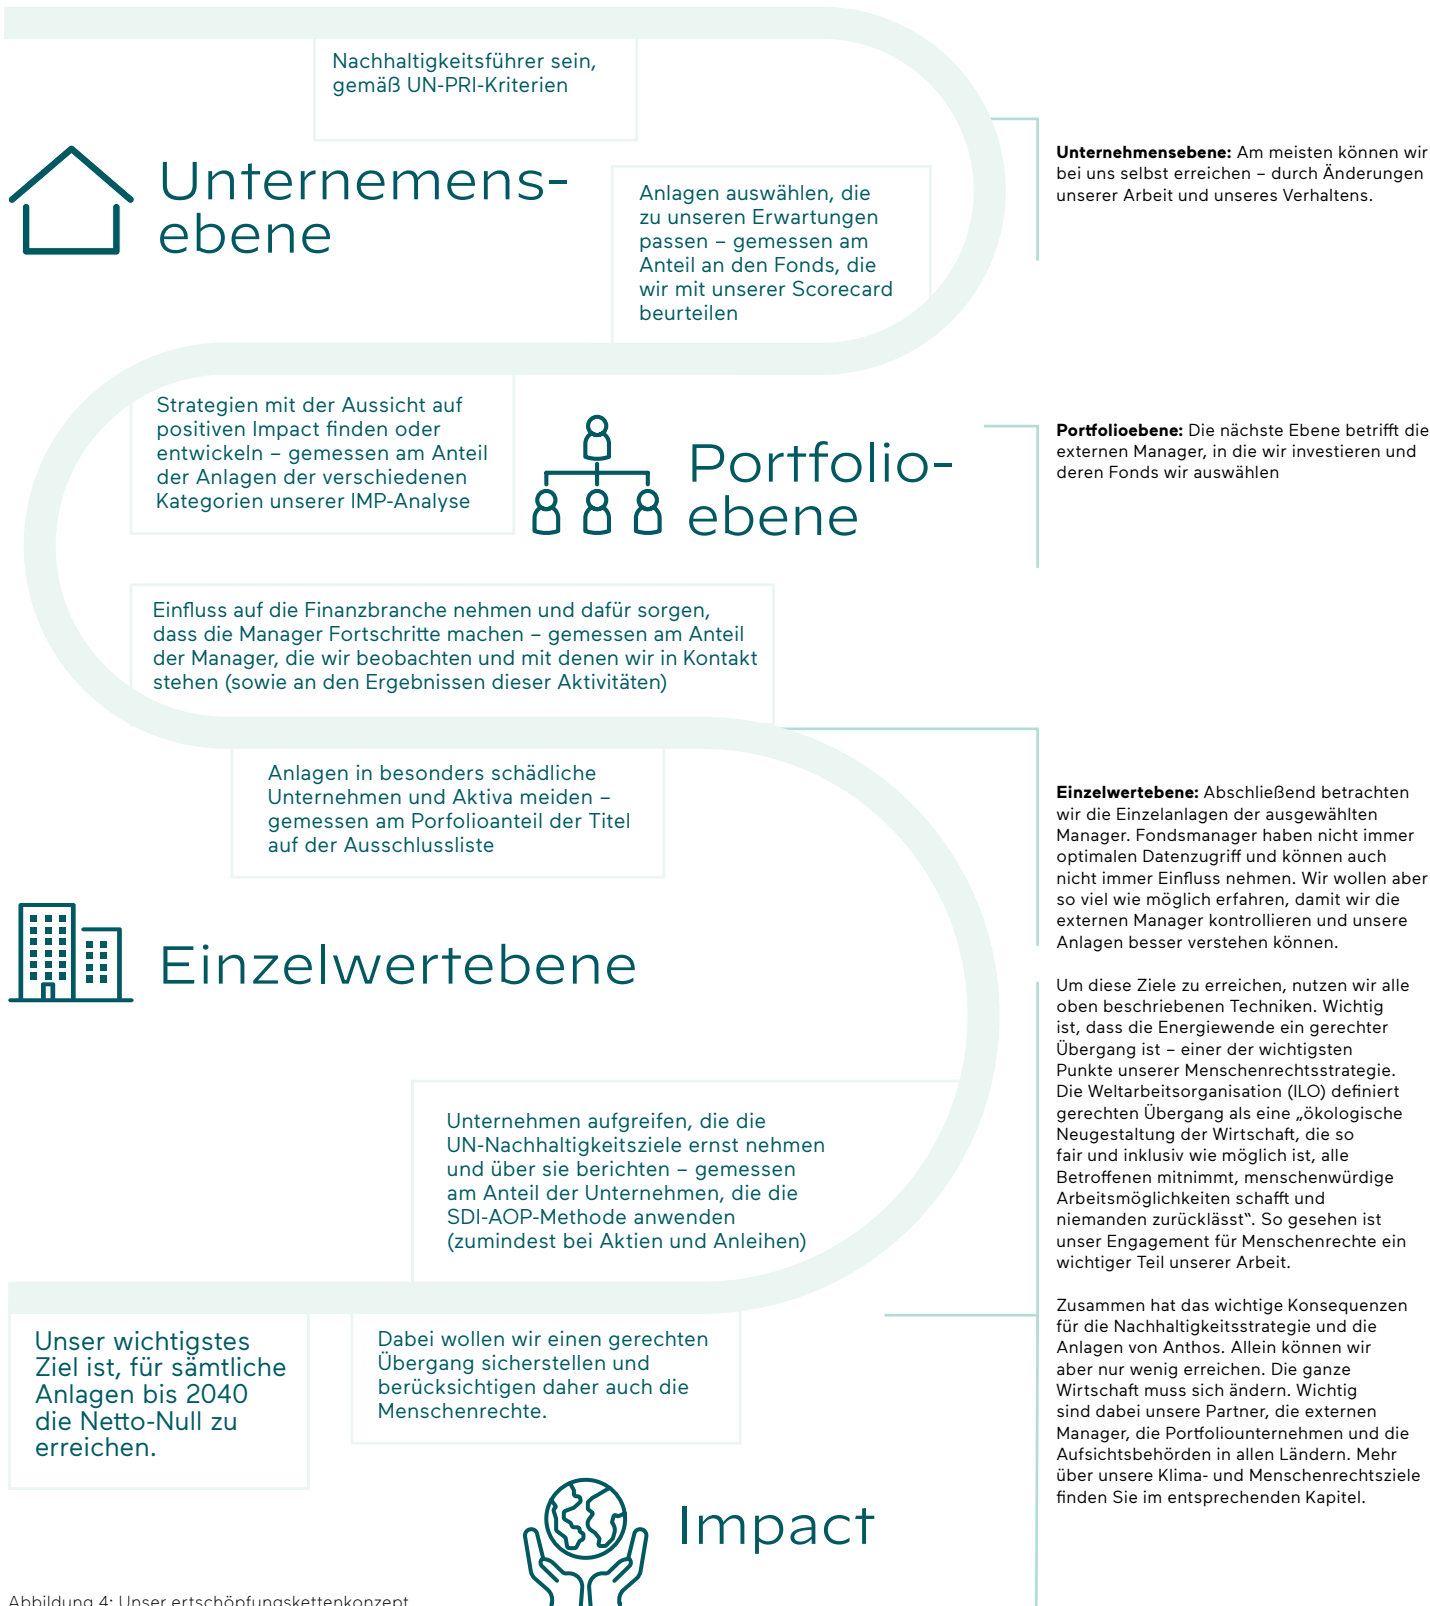 Nachhaltigkeitsführer sein,
gemäß UN-PRI-Kriterien
Unternemens-
ebene
Anlagen auswählen, die
zu unseren Erwartungen
passen – gemessen am
Anteil an den Fonds, die
wir mit unserer Scorecard
beurteilen
Unternehmensebene: Am meisten können wir
bei uns selbst erreichen – durch Änderungen
unserer Arbeit und unseres Verhaltens.
Strategien mit der Aussicht auf
positiven Impact finden oder
entwickeln – gemessen am Anteil
der Anlagen der verschiedenen
Kategorien unserer IMP-Analyse
Portfolio-
ebene
Portfolioebene: Die nächste Ebene betrifft die
externen Manager, in die wir investieren und
deren Fonds wir auswählen
Einfluss auf die Finanzbranche nehmen und dafür sorgen,
dass die Manager Fortschritte machen – gemessen am Anteil
der Manager, die wir beobachten und mit denen wir in Kontakt
stehen (sowie an den Ergebnissen dieser Aktivitäten)
Anlagen in besonders schädliche
Unternehmen und Aktiva meiden –
gemessen am Porfolioanteil der Titel
auf der Ausschlussliste
Einzelwertebene
Unternehmen aufgreifen, die die
UN-Nachhaltigkeitsziele ernst nehmen
und über sie berichten – gemessen
am Anteil der Unternehmen, die die
SDI-AOP-Methode anwenden
(zumindest bei Aktien und Anleihen)
Einzelwertebene: Abschließend betrachten
wir die Einzelanlagen der ausgewählten
Manager. Fondsmanager haben nicht immer
optimalen Datenzugriff und können auch
nicht immer Einfluss nehmen. Wir wollen aber
so viel wie möglich erfahren, damit wir die
externen Manager kontrollieren und unsere
Anlagen besser verstehen können.
Um diese Ziele zu erreichen, nutzen wir alle
oben beschriebenen Techniken. Wichtig
ist, dass die Energiewende ein gerechter
Übergang ist – einer der wichtigsten
Punkte unserer Menschenrechtsstrategie.
Die Weltarbeitsorganisation (ILO) definiert
gerechten Übergang als eine „ökologische
Neugestaltung der Wirtschaft, die so
fair und inklusiv wie möglich ist, alle
Betroffenen mitnimmt, menschenwürdige
Arbeitsmöglichkeiten schafft und
niemanden zurücklässt“. So gesehen ist
unser Engagement für Menschenrechte ein
wichtiger Teil unserer Arbeit.
Zusammen hat das wichtige Konsequenzen
für die Nachhaltigkeitsstrategie und die
Anlagen von Anthos. Allein können wir
aber nur wenig erreichen. Die ganze
Wirtschaft muss sich ändern. Wichtig
sind dabei unsere Partner, die externen
Manager, die Portfoliounternehmen und die
Aufsichtsbehörden in allen Ländern. Mehr
über unsere Klima- und Menschenrechtsziele
finden Sie im entsprechenden Kapitel.
Unser wichtigstes
Ziel ist, für sämtliche
Anlagen bis 2040
die Netto-Null zu
erreichen.
Dabei wollen wir einen gerechten
Übergang sicherstellen und
berücksichtigen daher auch die
Menschenrechte.
Impact
Abbildung 4: Unser ertschöpfungskettenkonzept